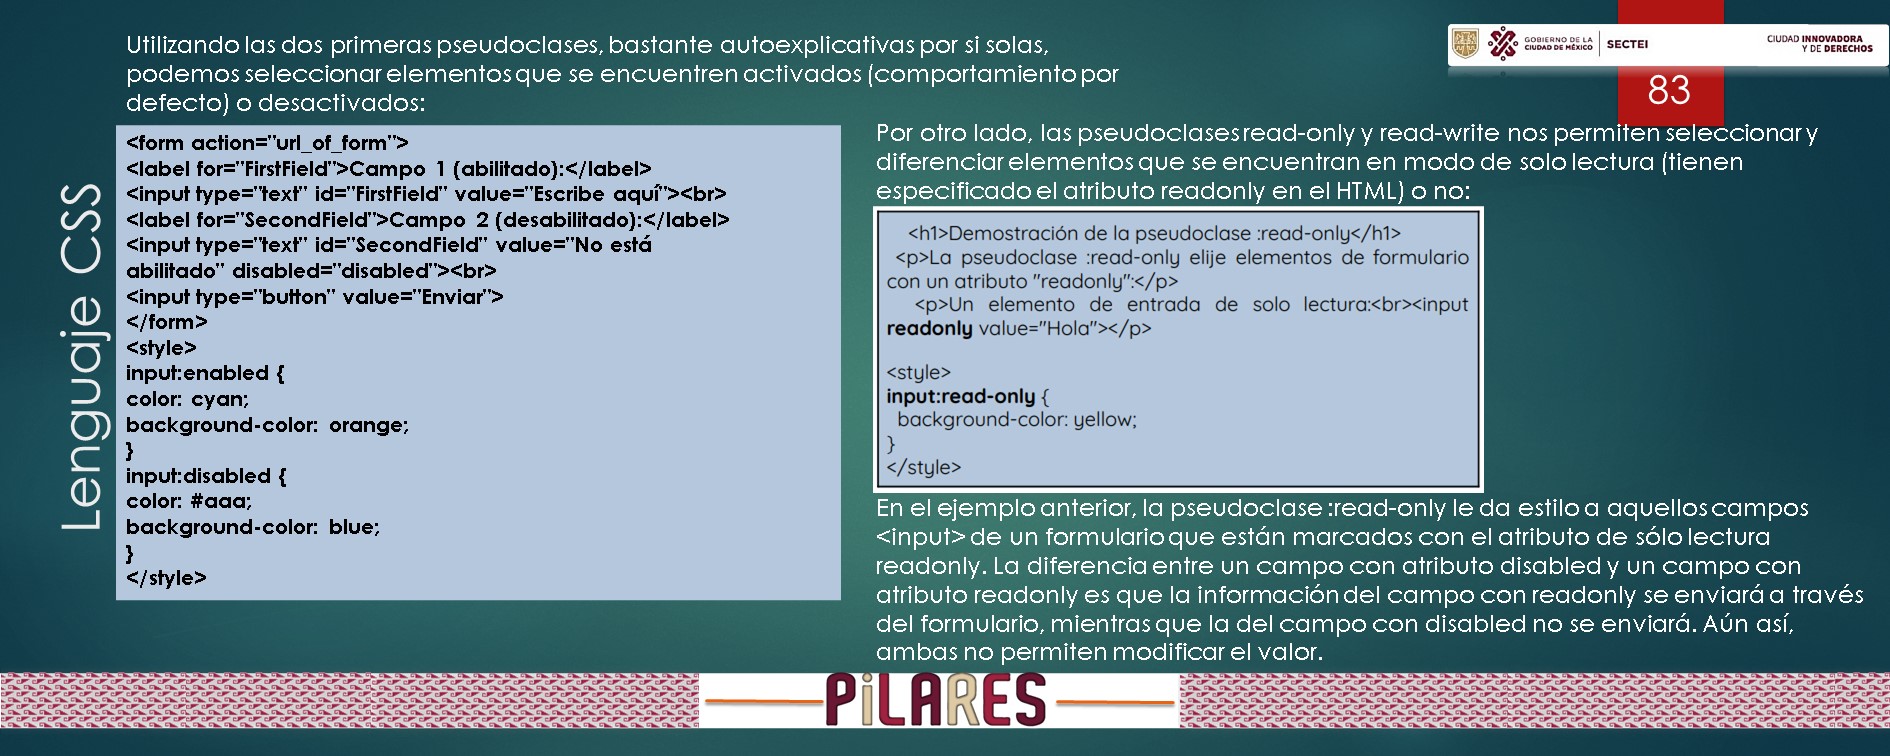 Utilizando las dos primeras pseudoclases, bastante autoexplicativas por si solas,
podemos seleccionar elementos que se encuentren activados (comportamiento por
defecto) o desactivados:
<form action="url_of_form">
<label for="FirstField">Campo 1 (abilitado):</label>
<input type="text" id="FirstField" value="Escribe aquí"><br>
<label for="SecondField">Campo 2 (desabilitado):</label>
<input type="text" id="SecondField" value="No está
abilitado" disabled="disabled"><br>
<input type="button" value="Enviar">
</form>
<style>
input:enabled {
color: cyan;
background-color: orange;
}
input:disabled {
color: #aaa;
background-color: blue;
}
</style>
Lenguaje CSS
GOBIERNO DE LA
CIUDAD DE MÉXICO
SECTEI
CIUDAD INNOVADORA
Y DE DERECHOS
83
Por otro lado, las pseudoclases read-only y read-write nos permiten seleccionar y
diferenciar elementos que se encuentran en modo de solo lectura (tienen
especificado el atributo readonly en el HTML) o no:
<h1>Demostración de la pseudoclase :read-only</h1>
<p>La pseudoclase :read-only elije elementos de formulario
con un atributo "readonly":</p>
<p>Un elemento de entrada de solo lectura:<br><input
readonly value="Hola"></p>
<style>
input:read-only {
background-color: yellow;
}
</style>
En el ejemplo anterior, la pseudoclase :read-only le da estilo a aquellos campos
<input> de un formulario que están marcados con el atributo de sólo lectura
readonly. La diferencia entre un campo con atributo disabled y un campo con
atributo readonly es que la información del campo con readonly se enviará a través
del formulario, mientras que la del campo con disabled no se enviará. Aún así,
ambas no permiten modificar el valor.
PiLARES